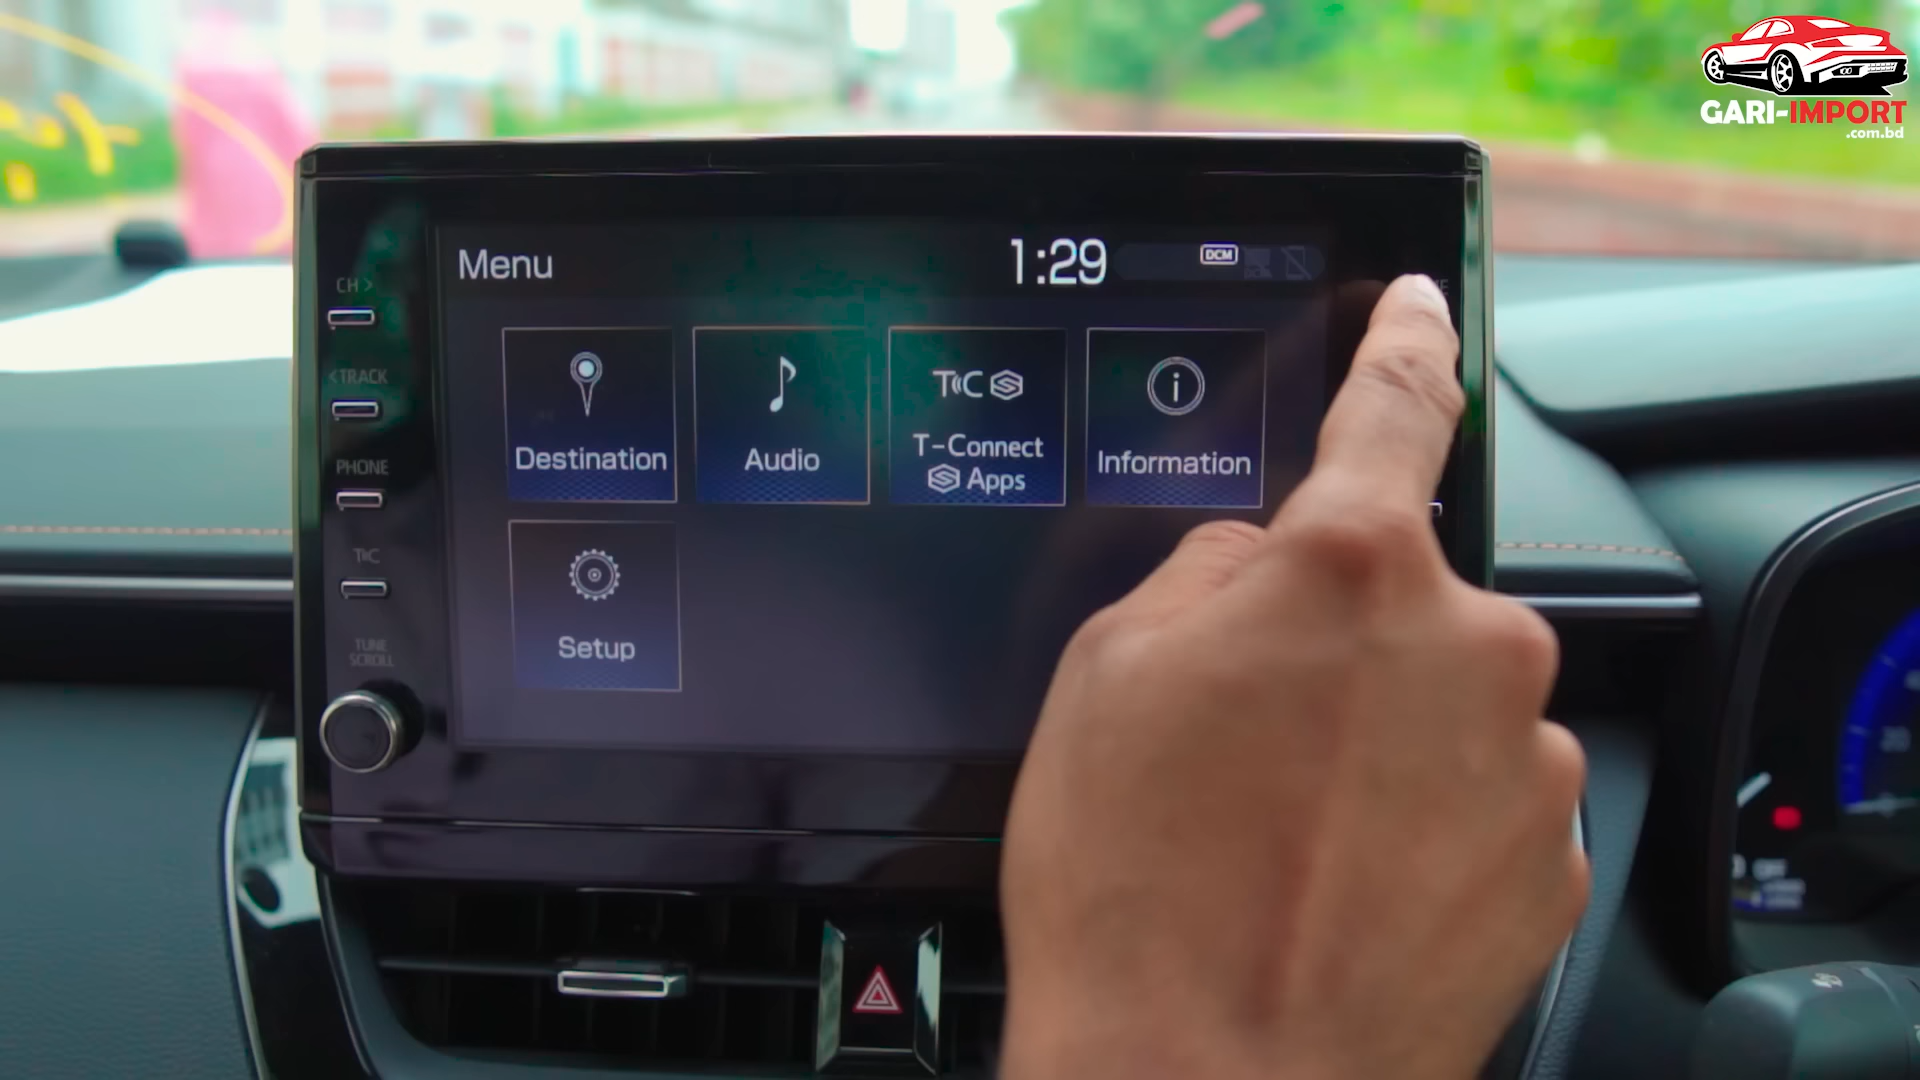 GARI-IMPORT
.com.bd
Menu
1:29
DCM
CH >
<TRACK
PHONE
T(C
TUNE
SCROLL
Destination
Audio
T(C
T-Connect
Apps
Information
Setup
OFF